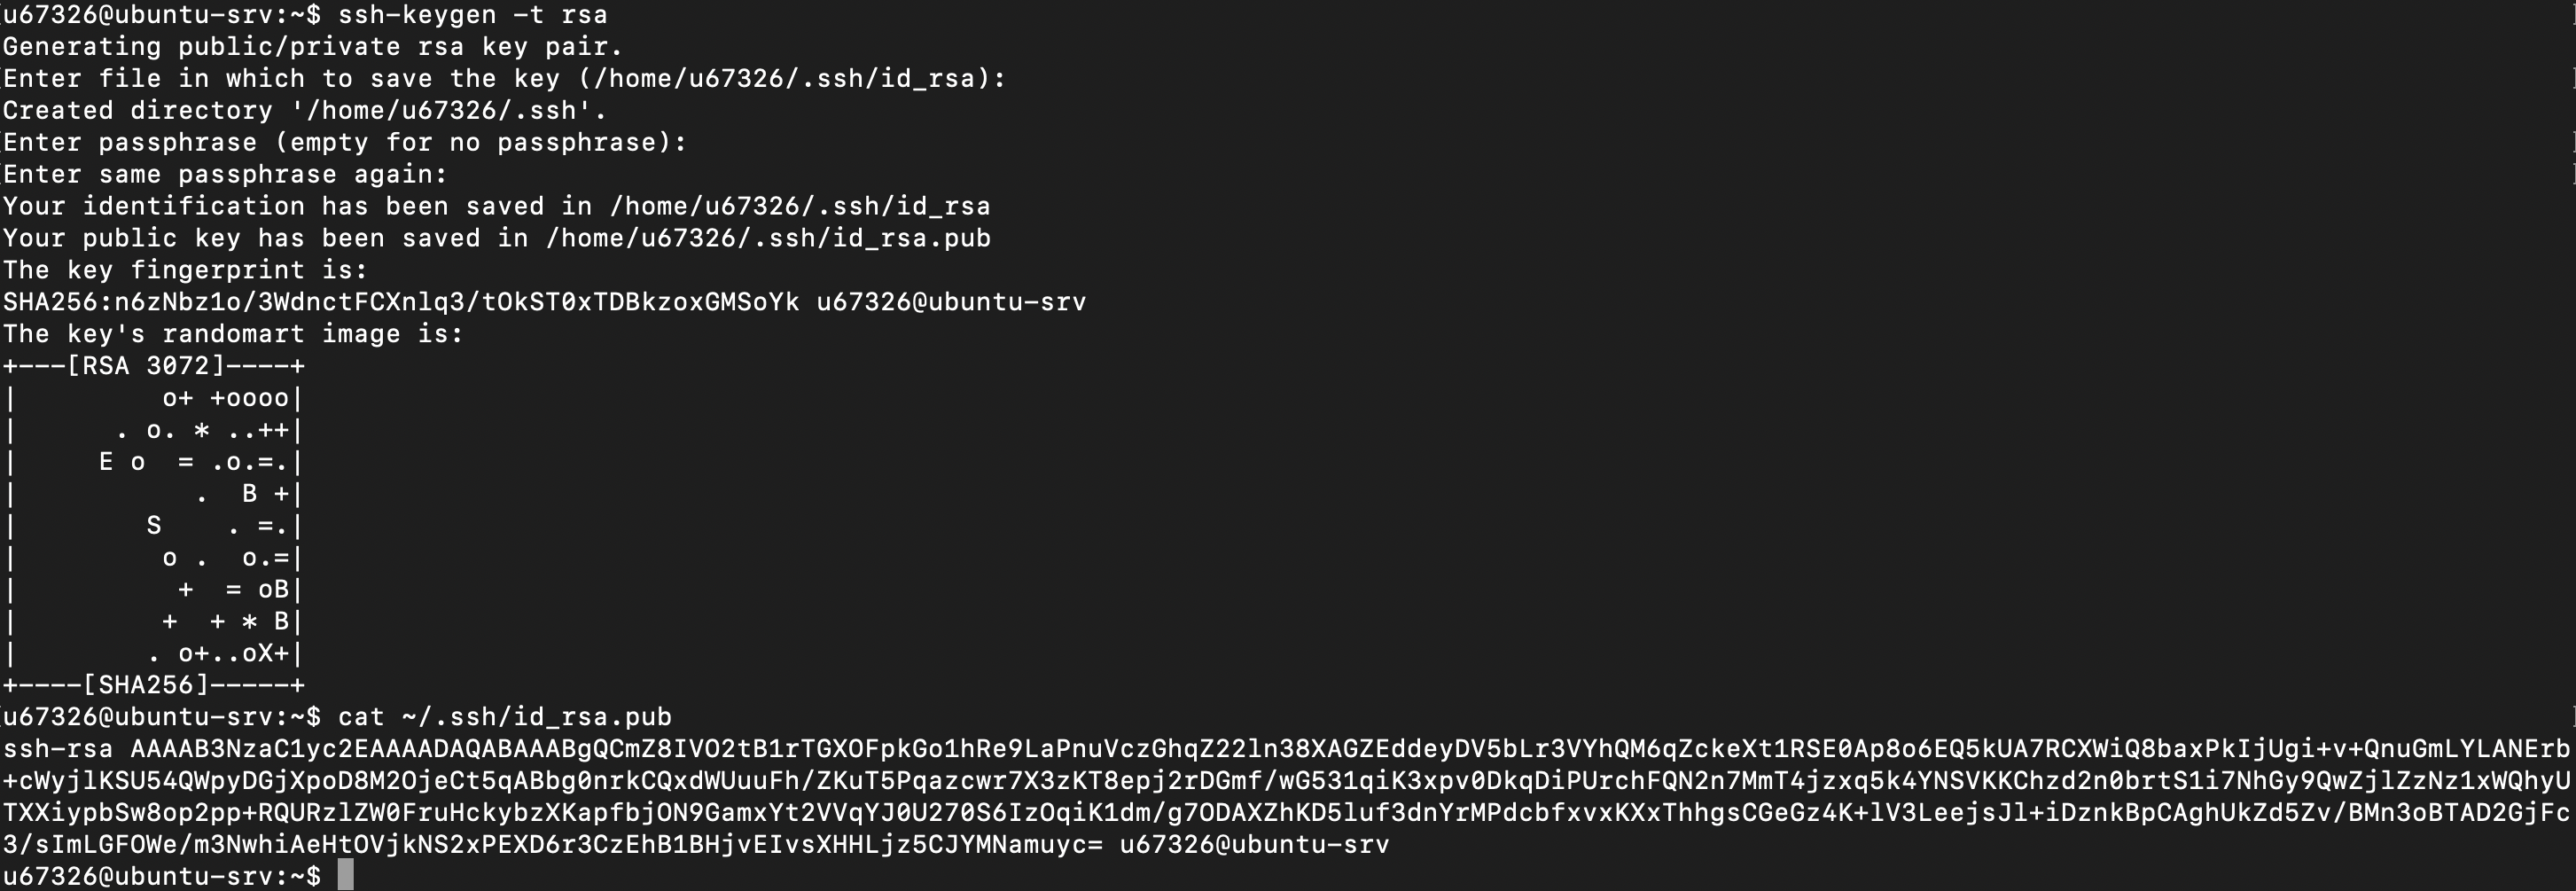 u67326@ubuntu-srv:~$ ssh-keygen -t rsa
Generating public/private rsa key pair.
Enter file in which to save the key (/home/u67326/.ssh/id_rsa):
Created directory '/home/u67326/.ssh'.
Enter passphrase (empty for no passphrase):
Enter same passphrase again:
Your identification has been saved in /home/u67326/.ssh/id_rsa
Your public key has been saved in /home/u67326/.ssh/id_rsa.pub
The key fingerprint is:
SHA256:n6zNbz1o/3WdnctFCXnlq3/tOkST0xTDBkzoxGMSoYk u67326@ubuntu-srv
The key's randomart image is:
+---[RSA 3072]----+
|         o+ +oooo|
|      . o. * ..++|
|     E o  = .o.=.|
|           .  B +|
|        S    . =.|
|         o .  o.=|
|          +  = oB|
|         +  + * B|
|        . o+..oX+|
+----[SHA256]-----+
u67326@ubuntu-srv:~$ cat ~/.ssh/id_rsa.pub
ssh-rsa AAAAB3NzaC1yc2EAAAADAQABAAABgQCmZ8IVO2tB1rTGXOFpkGo1hRe9LaPnuVczGhqZ22ln38XAGZEddeyDV5bLr3VYhQM6qZckeXt1RSE0Ap8o6EQ5kUA7RCXWiQ8baxPkIjUgi+v+QnuGmLYLANErb
+cWyjlKSU54QWpyDGjXpoD8M2OjeCt5qABbg0nrkCQxdWUuuFh/ZKuT5Pqazcwr7X3zKT8epj2rDGmf/wG531qiK3xpv0DkqDiPUrchFQN2n7MmT4jzxq5k4YNSVKKChzd2n0brtS1i7NhGy9QwZjlZzNz1xWQhyU
TXXiypbSw8op2pp+RQURzlZW0FruHckybzXKapfbjON9GamxYt2VVqYJ0U270S6IzOqiK1dm/g7ODAXZhKD5luf3dnYrMPdcbfxvxKXxThhgsCGeGz4K+lV3LeejsJl+iDznkBpCAghUkZd5Zv/BMn3oBTAD2GjFc
3/sImLGFOWe/m3NwhiAeHtOVjkNS2xPEXD6r3CzEhB1BHjvEIvsXHHLjz5CJYMNamuyc= u67326@ubuntu-srv
u67326@ubuntu-srv:~$